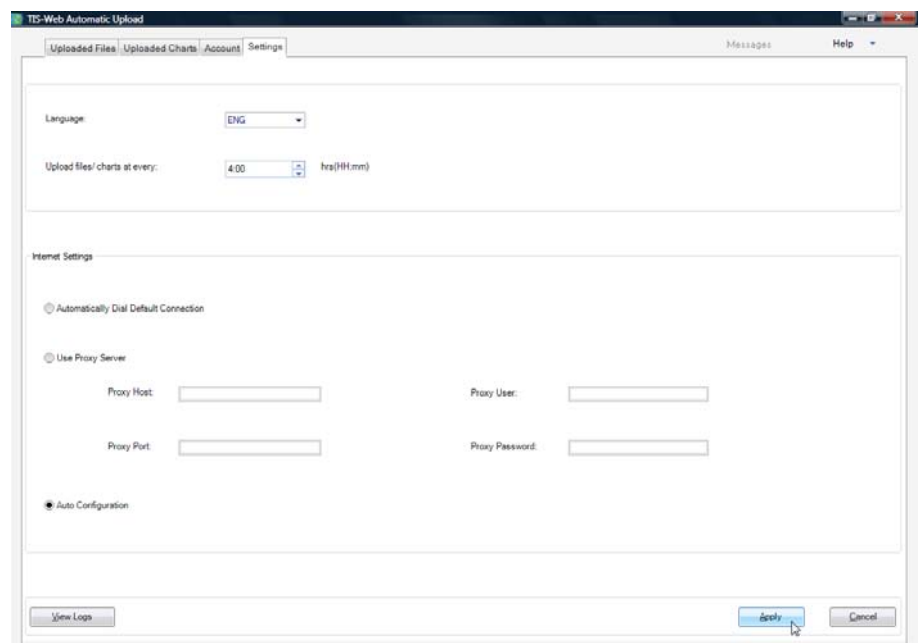 TIS-Web Automatic Upload
Uploaded Files Uploaded Charts Account Settings Messages Help
Language: ENG
Upload files/ charts at every: 4:00 hrs(HH:mm)
Internet Settings
Automatically Dial Default Connection
Use Proxy Server
Proxy Host: Proxy User:
Proxy Port: Proxy Password:
Auto Configuration
View Logs Apply Cancel